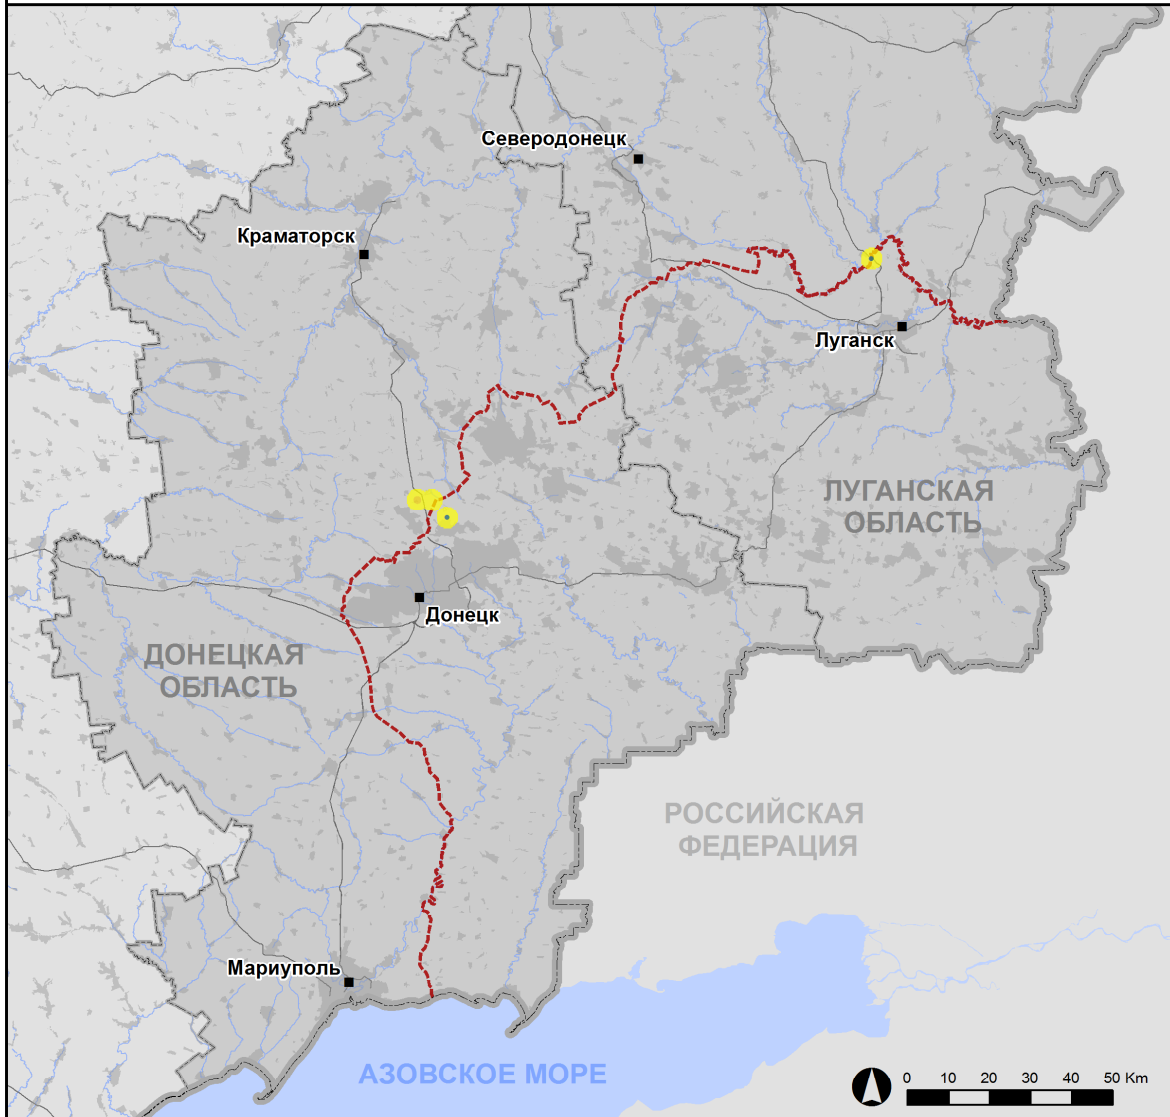 Северодонецк
Краматорск
Луганск
ЛУГАНСКАЯ
ОБЛАСТЬ
Донецк
ДОНЕЦКАЯ
ОБЛАСТЬ
РОССИЙСКАЯ
ФЕДЕРАЦИЯ
Мариуполь
АЗОВСКОЕ МОРЕ
0 10 20 30 40 50 Km